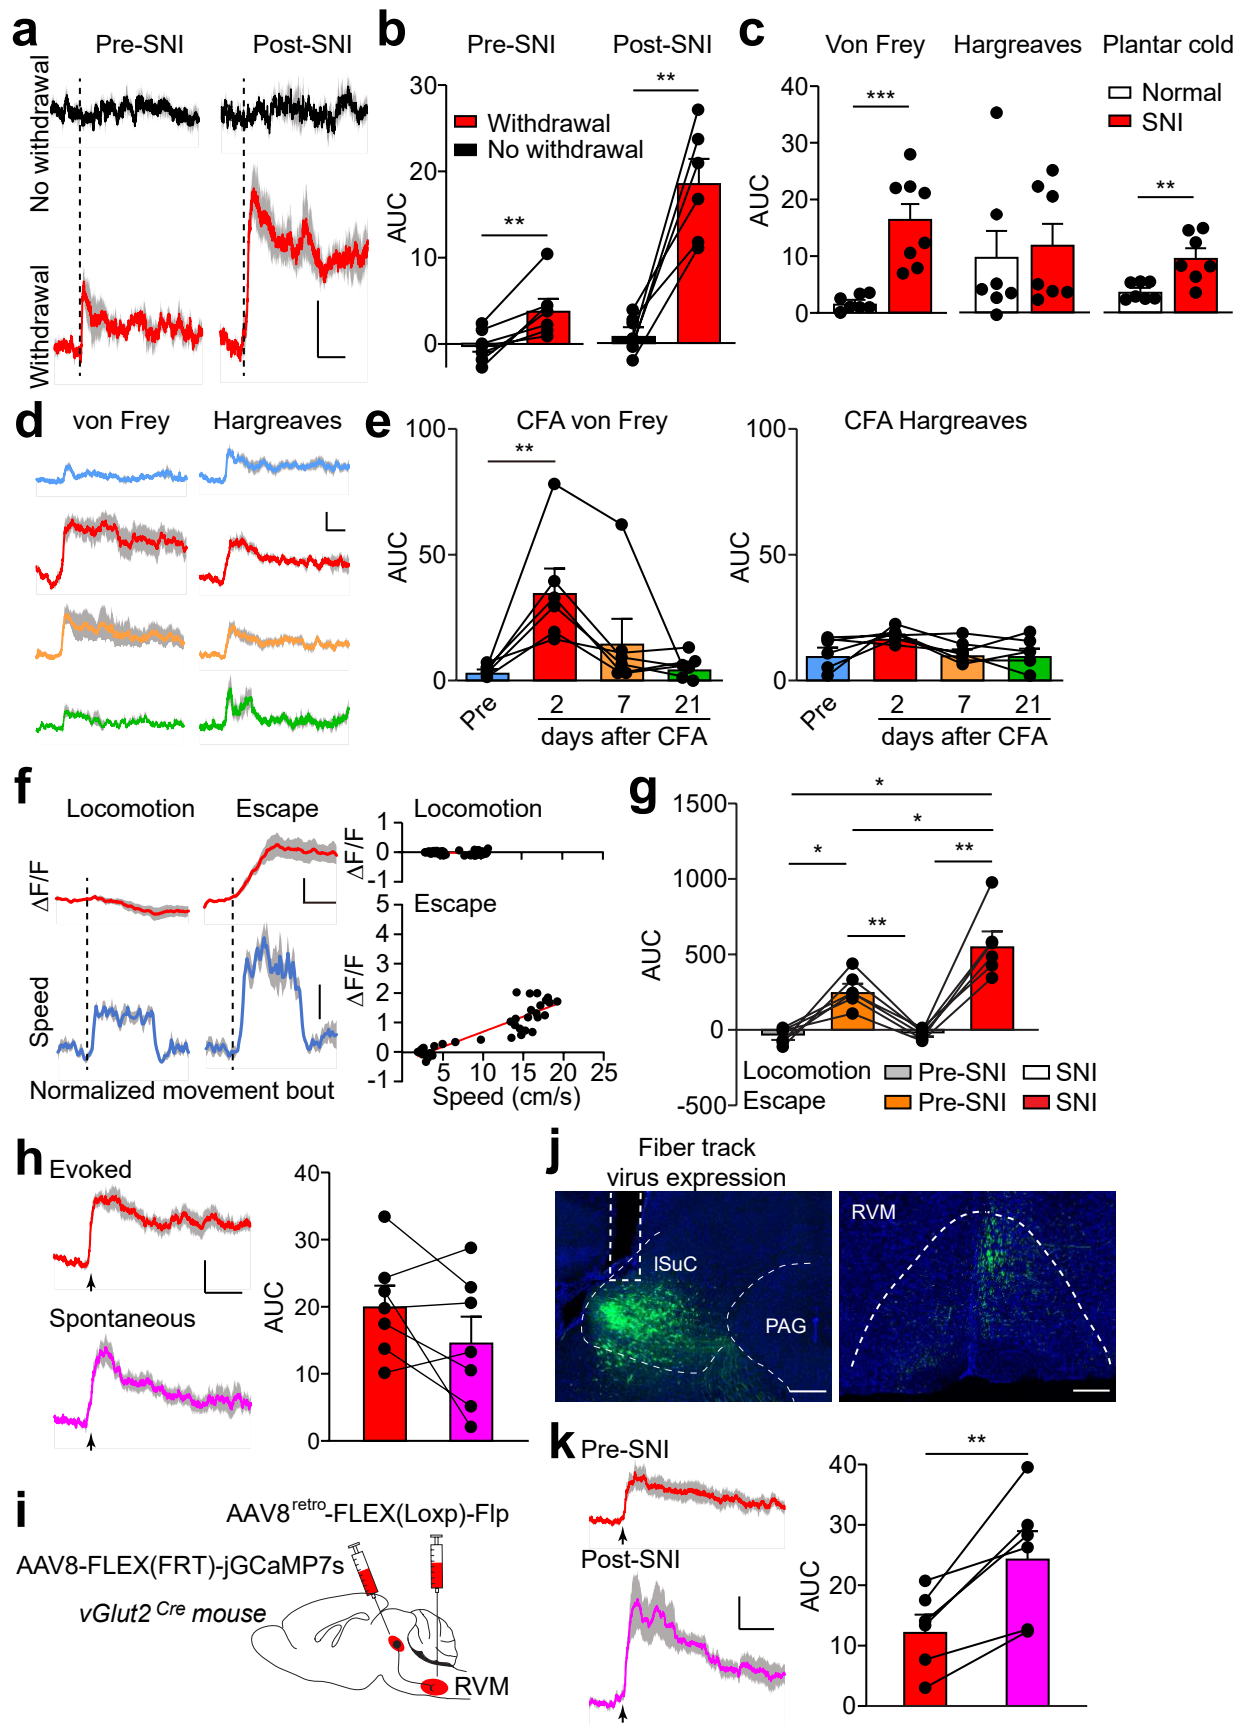 a
Pre-SNI
Post-SNI
No withdrawal
Withdrawal
b
Pre-SNI
Post-SNI
AUC
30
20
10
0
**
**
Withdrawal
No withdrawal
c
Von Frey
Hargreaves
Plantar cold
AUC
40
30
20
10
0
***
**
Normal
SNI
d
von Frey
Hargreaves
e
CFA von Frey
AUC
100
50
0
**
Pre
2
7
21
days after CFA
CFA Hargreaves
AUC
100
50
0
Pre
2
7
21
days after CFA
f
Locomotion
Escape
ΔF/F
Speed
Normalized movement bout
Locomotion
ΔF/F
1
0
-1
Escape
ΔF/F
5
4
3
2
1
0
-1
5
10
15
20
25
Speed (cm/s)
g
AUC
1500
1000
500
0
-500
*
*
*
**
**
Locomotion
Pre-SNI
SNI
Escape
Pre-SNI
SNI
h
Evoked
Spontaneous
AUC
40
30
20
10
0
i
AAV8retro-FLEX(Loxp)-Flp
AAV8-FLEX(FRT)-jGCaMP7s
vGlut2 Cre mouse
RVM
j
Fiber track
virus expression
lSuC
PAG
RVM
k
Pre-SNI
Post-SNI
AUC
40
30
20
10
0
**